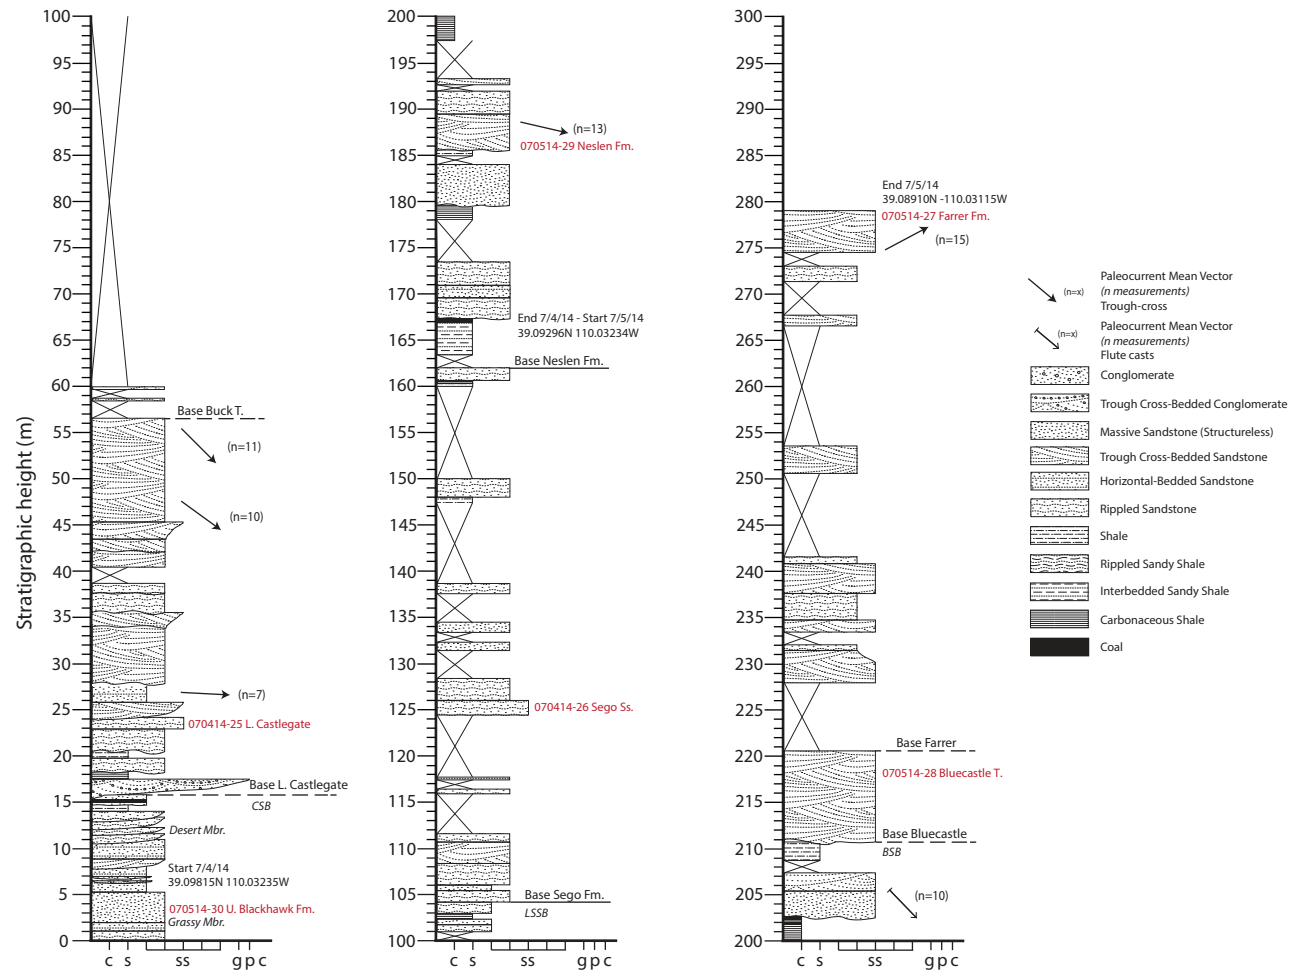 Stratigraphic height (m)
100
95
90
85
80
75
70
65
60
55
50
45
40
35
30
25
20
15
10
5
0
Base Buck T.
(n=11)
(n=10)
(n=7)
070414-25 L. Castlegate
Base L. Castlegate
CSB
Desert Mbr.
Start 7/4/14
39.09815N 110.03235W
070514-30 U. Blackhawk Fm.
Grassy Mbr.
c s ss g p c
200
195
190
185
180
175
170
165
160
155
150
145
140
135
130
125
120
115
110
105
100
(n=13)
070514-29 Neslen Fm.
End 7/4/14 - Start 7/5/14
39.09296N 110.03234W
Base Neslen Fm.
070414-26 Sego Ss.
Base Sego Fm.
LSSB
c s ss g p c
300
295
290
285
280
275
270
265
260
255
250
245
240
235
230
225
220
215
210
205
200
End 7/5/14
39.08910N -110.03115W
070514-27 Farrer Fm.
(n=15)
Base Farrer
070514-28 Bluecastle T.
Base Bluecastle
BSB
(n=10)
c s ss g p c
(n=x)
Paleocurrent Mean Vector
(n measurements)
Trough-cross
(n=x)
Paleocurrent Mean Vector
(n measurements)
Flute casts
Conglomerate
Trough Cross-Bedded Conglomerate
Massive Sandstone (Structureless)
Trough Cross-Bedded Sandstone
Horizontal-Bedded Sandstone
Rippled Sandstone
Shale
Rippled Sandy Shale
Interbedded Sandy Shale
Carbonaceous Shale
Coal